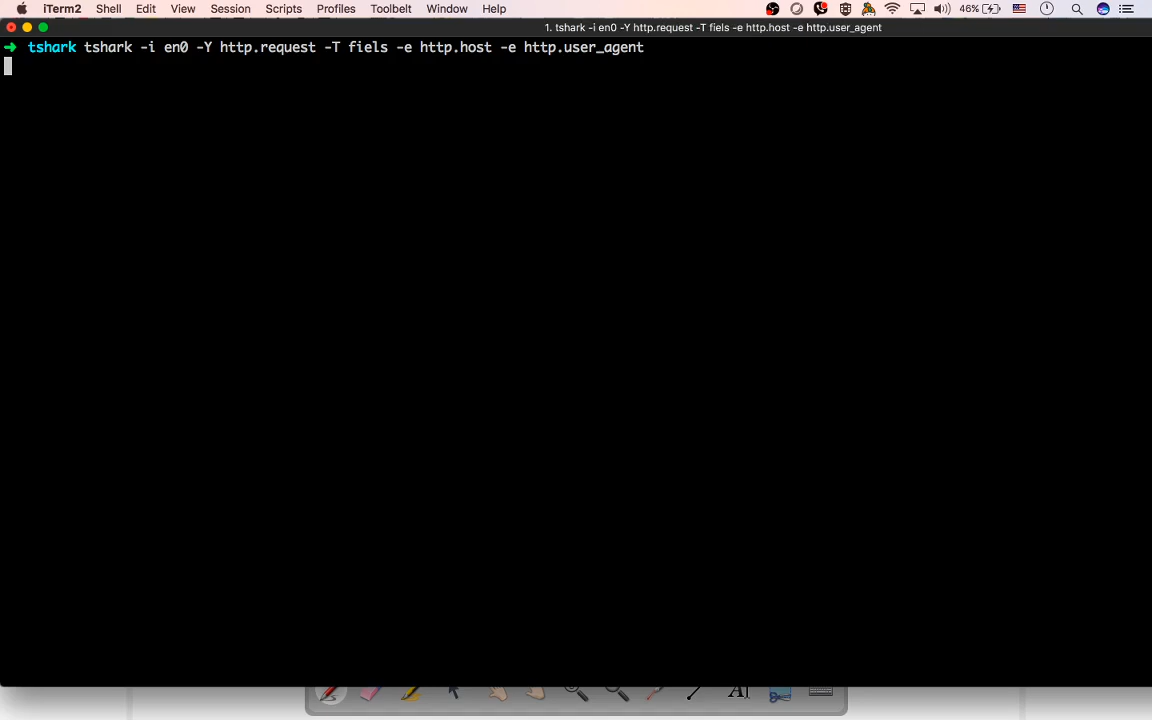 iTerm2 Shell Edit View Session Scripts Profiles Toolbelt Window Help 46%
1. tshark -i en0 -Y http.request -T fiels -e http.host -e http.user_agent
➜ tshark tshark -i en0 -Y http.request -T fiels -e http.host -e http.user_agent
A